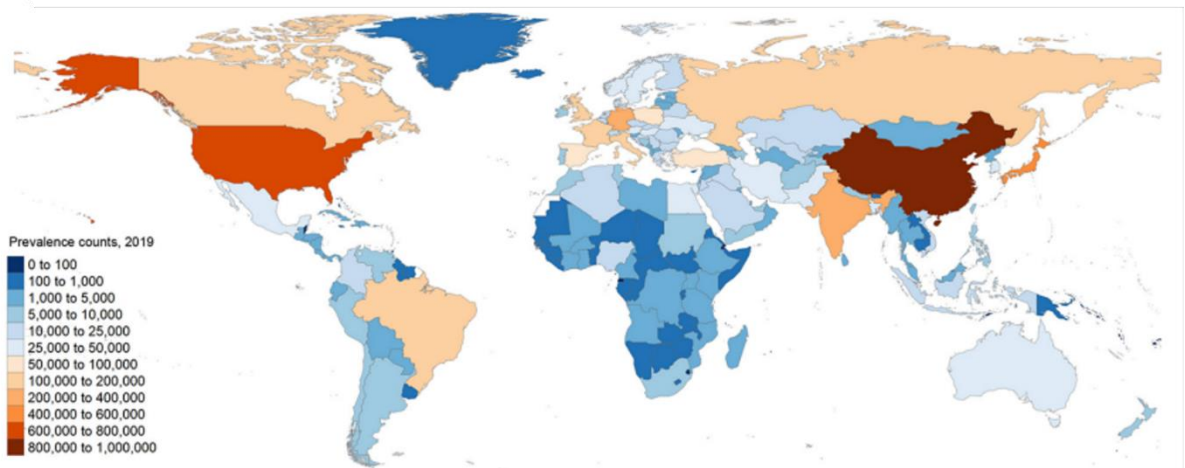 Prevalence counts, 2019
0 to 100
100 to 1,000
1,000 to 5,000
5,000 to 10,000
10,000 to 25,000
25,000 to 50,000
50,000 to 100,000
100,000 to 200,000
200,000 to 400,000
400,000 to 600,000
600,000 to 800,000
800,000 to 1,000,000